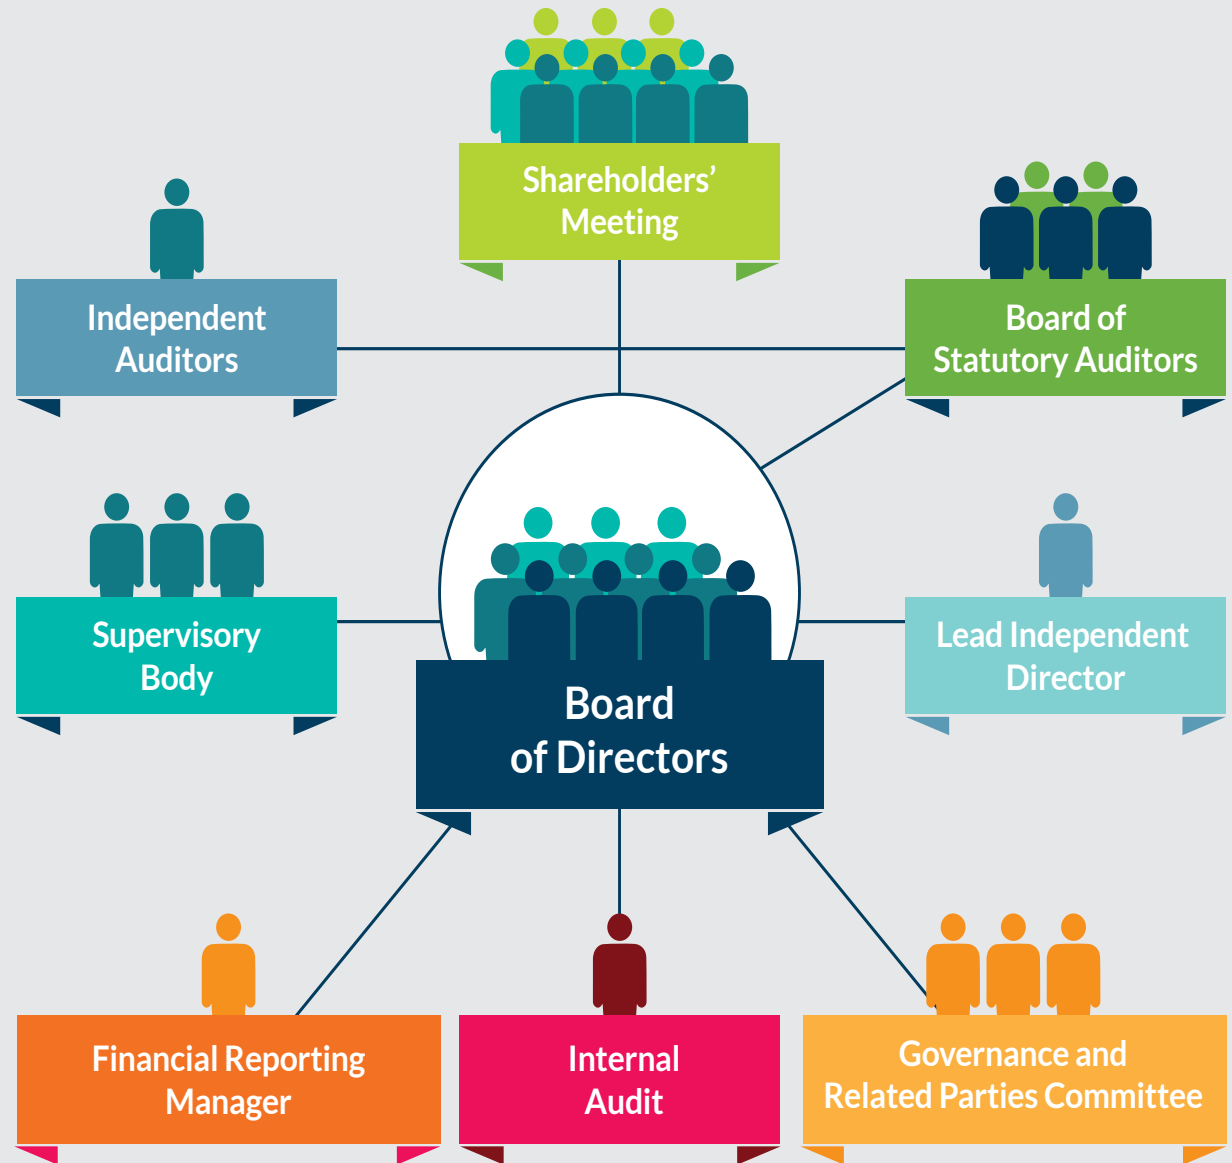 Shareholders'
Meeting
Independent
Auditors
Board of
Statutory Auditors
Supervisory
Body
Lead Independent
Director
Board
of Directors
Financial Reporting
Manager
Internal
Audit
Governance and
Related Parties Committee